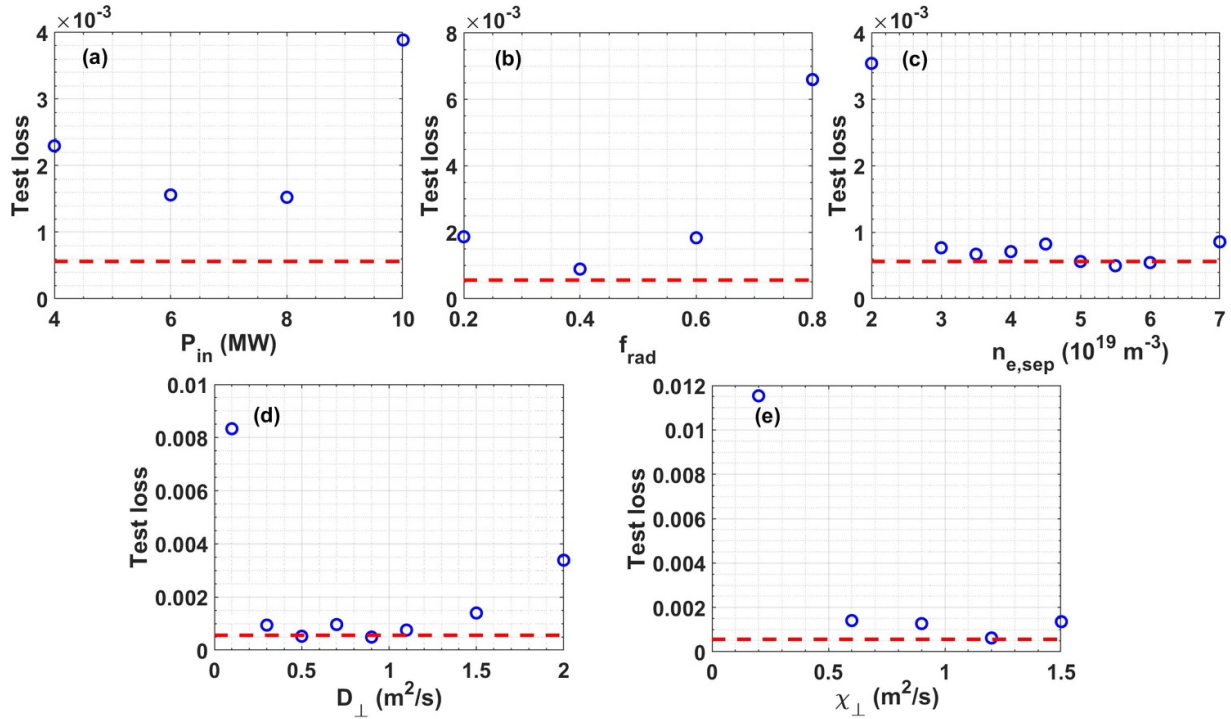 ×10⁻³
(a)
Test loss
4
3
2
1
0
4 6 8 10
P_in (MW)
×10⁻³
(b)
Test loss
8
6
4
2
0
0.2 0.4 0.6 0.8
f_rad
×10⁻³
(c)
Test loss
4
3
2
1
0
2 3 4 5 6 7
n_e,sep (10¹⁹ m⁻³)
(d)
Test loss
0.01
0.008
0.006
0.004
0.002
0
0 0.5 1 1.5 2
D_⊥ (m²/s)
(e)
Test loss
0.012
0.01
0.008
0.006
0.004
0.002
0
0 0.5 1 1.5
χ_⊥ (m²/s)